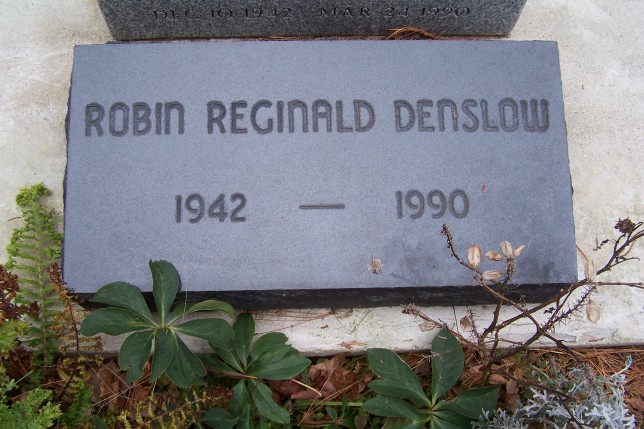 DEC 10 1942 MAR 24 1990
ROBIN REGINALD DENSLOW
1942 — 1990